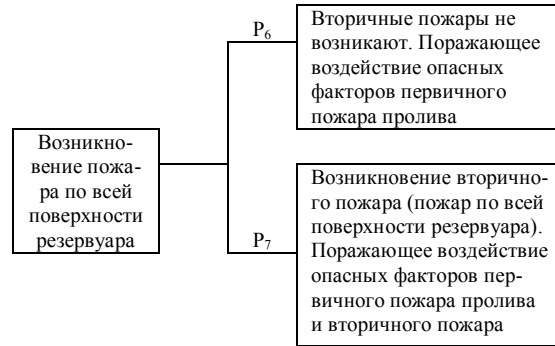 P₆
Вторичные пожары не
возникают. Поражающее
воздействие опасных
факторов первичного
пожара пролива
Возникно-
вение пожа-
ра по всей
поверхности
резервуара
P₇
Возникновение вторично-
го пожара (пожар по всей
поверхности резервуара).
Поражающее воздействие
опасных факторов пер-
вичного пожара пролива
и вторичного пожара